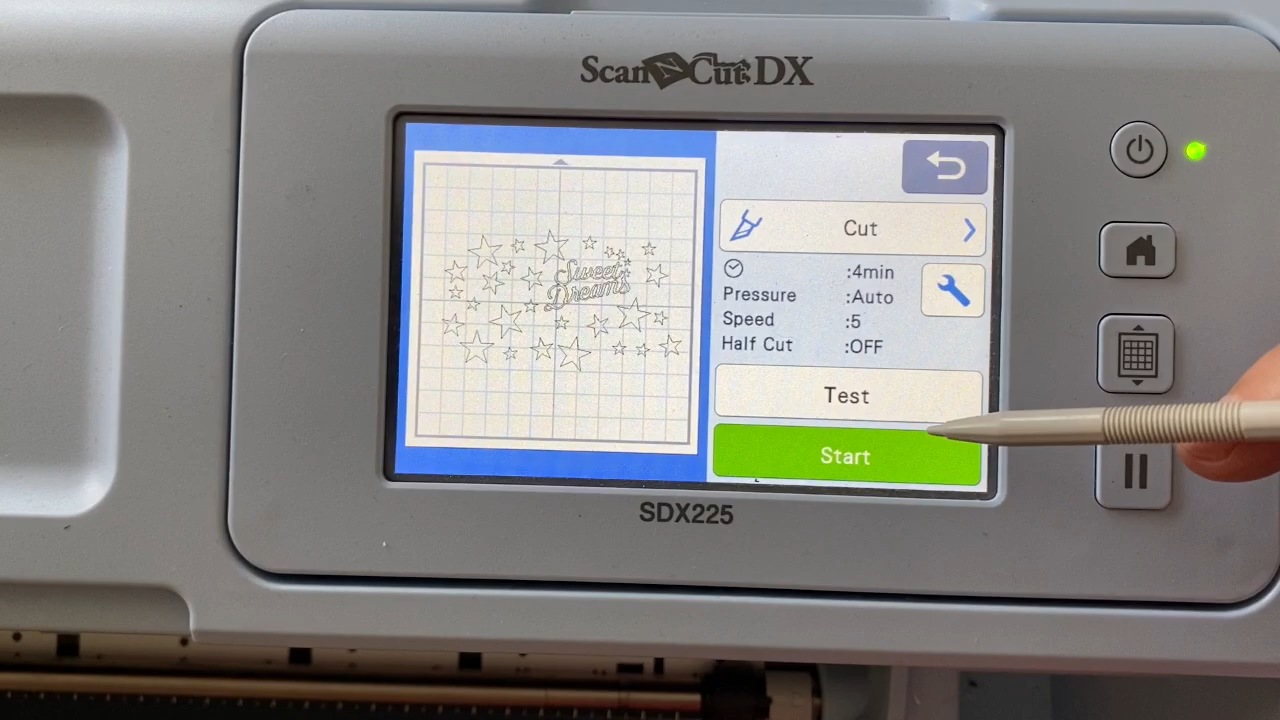 ScanNCut DX
Cut
:4min
Pressure :Auto
Speed :5
Half Cut :OFF
Test
Start
Sweet
Dreams
SDX225